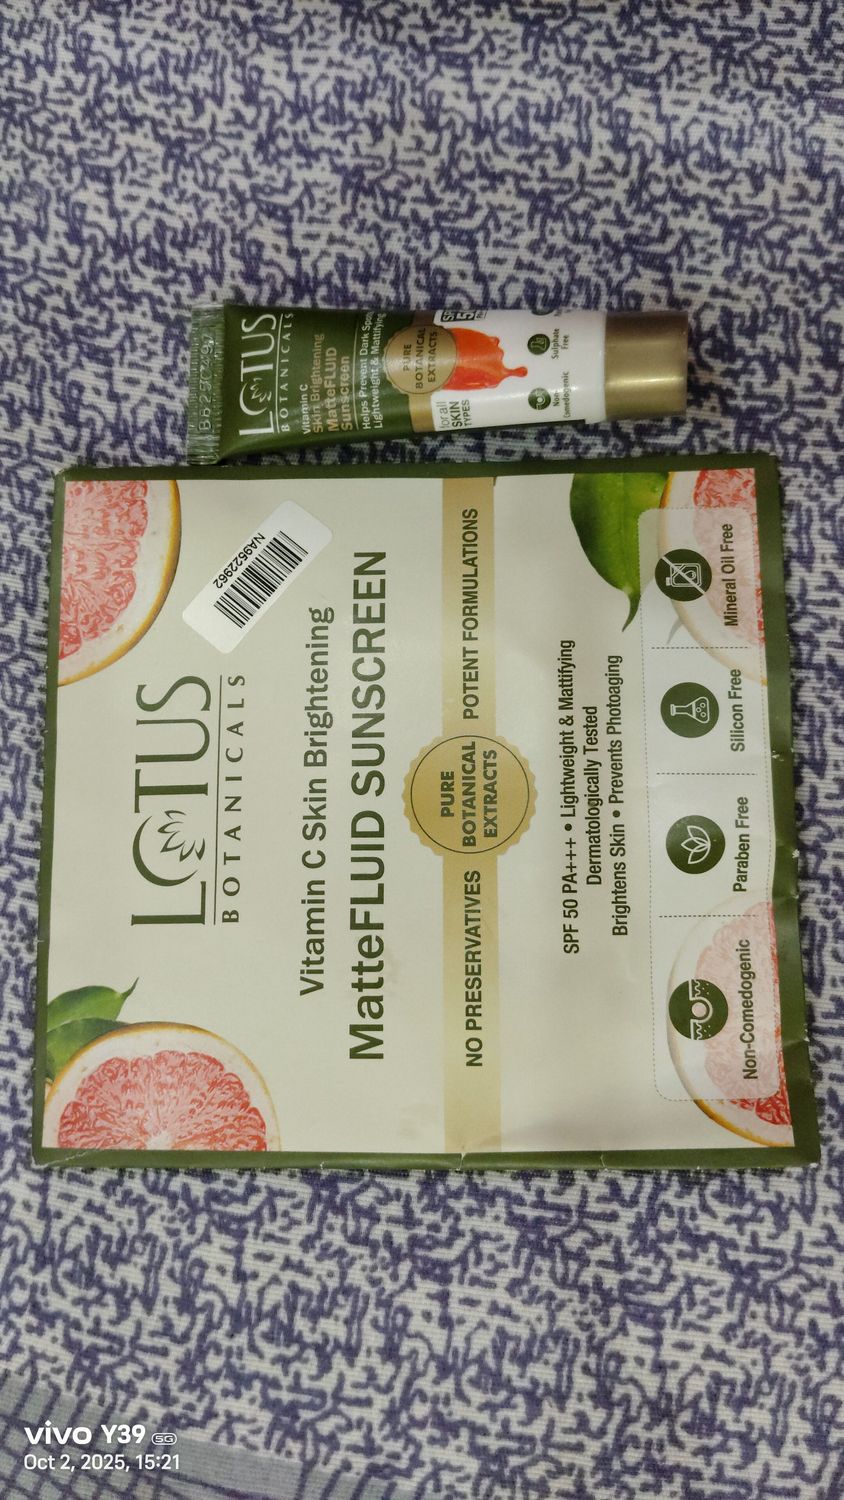 B625C497
LOTUS
BOTANICALS
Vitamin C
Skin Brightening
MatteFLUID
Sunscreen
Helps Prevent Dark Spots
Lightweight & Mattifying
PURE
BOTANICAL
EXTRACTS
for all
SKIN
TYPES
Non-
Comedogenic
Sulphate
Free
NA9622962
LOTUS
BOTANICALS
Vitamin C Skin Brightening
MatteFLUID SUNSCREEN
NO PRESERVATIVES
PURE
BOTANICAL
EXTRACTS
POTENT FORMULATIONS
SPF 50 PA+++ • Lightweight & Mattifying
Dermatologically Tested
Brightens Skin • Prevents Photoaging
Non-Comedogenic
Paraben Free
Silicon Free
Mineral Oil Free
vivo Y39 5G
Oct 2, 2025, 15:21